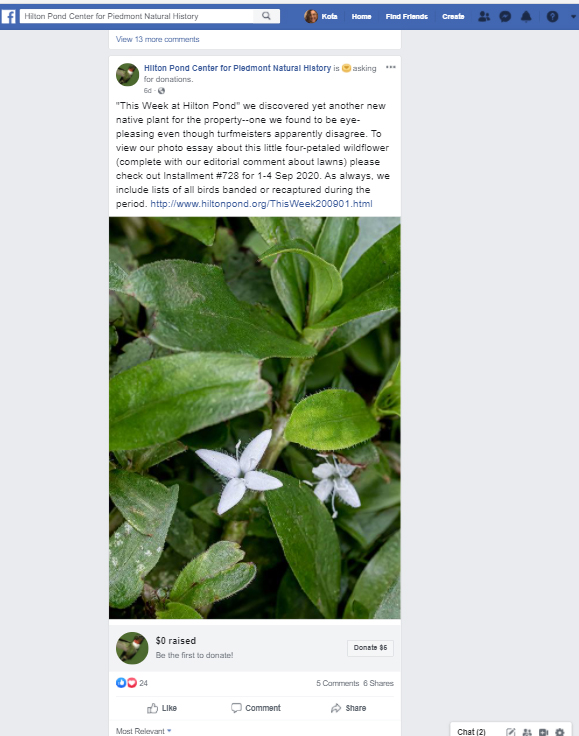 Hilton Pond Center for Piedmont Natural History
Kota Home Find Friends Create
View 13 more comments
Hilton Pond Center for Piedmont Natural History is asking
for donations.
6d
"This Week at Hilton Pond" we discovered yet another new
native plant for the property--one we found to be eye-
pleasing even though turfmeisters apparently disagree. To
view our photo essay about this little four-petaled wildflower
(complete with our editorial comment about lawns) please
check out Installment #728 for 1-4 Sep 2020. As always, we
include lists of all birds banded or recaptured during the
period. http://www.hiltonpond.org/ThisWeek200901.html
$0 raised
Be the first to donate!
Donate $5
24
5 Comments 6 Shares
Like Comment Share
Most Relevant
Chat (2)